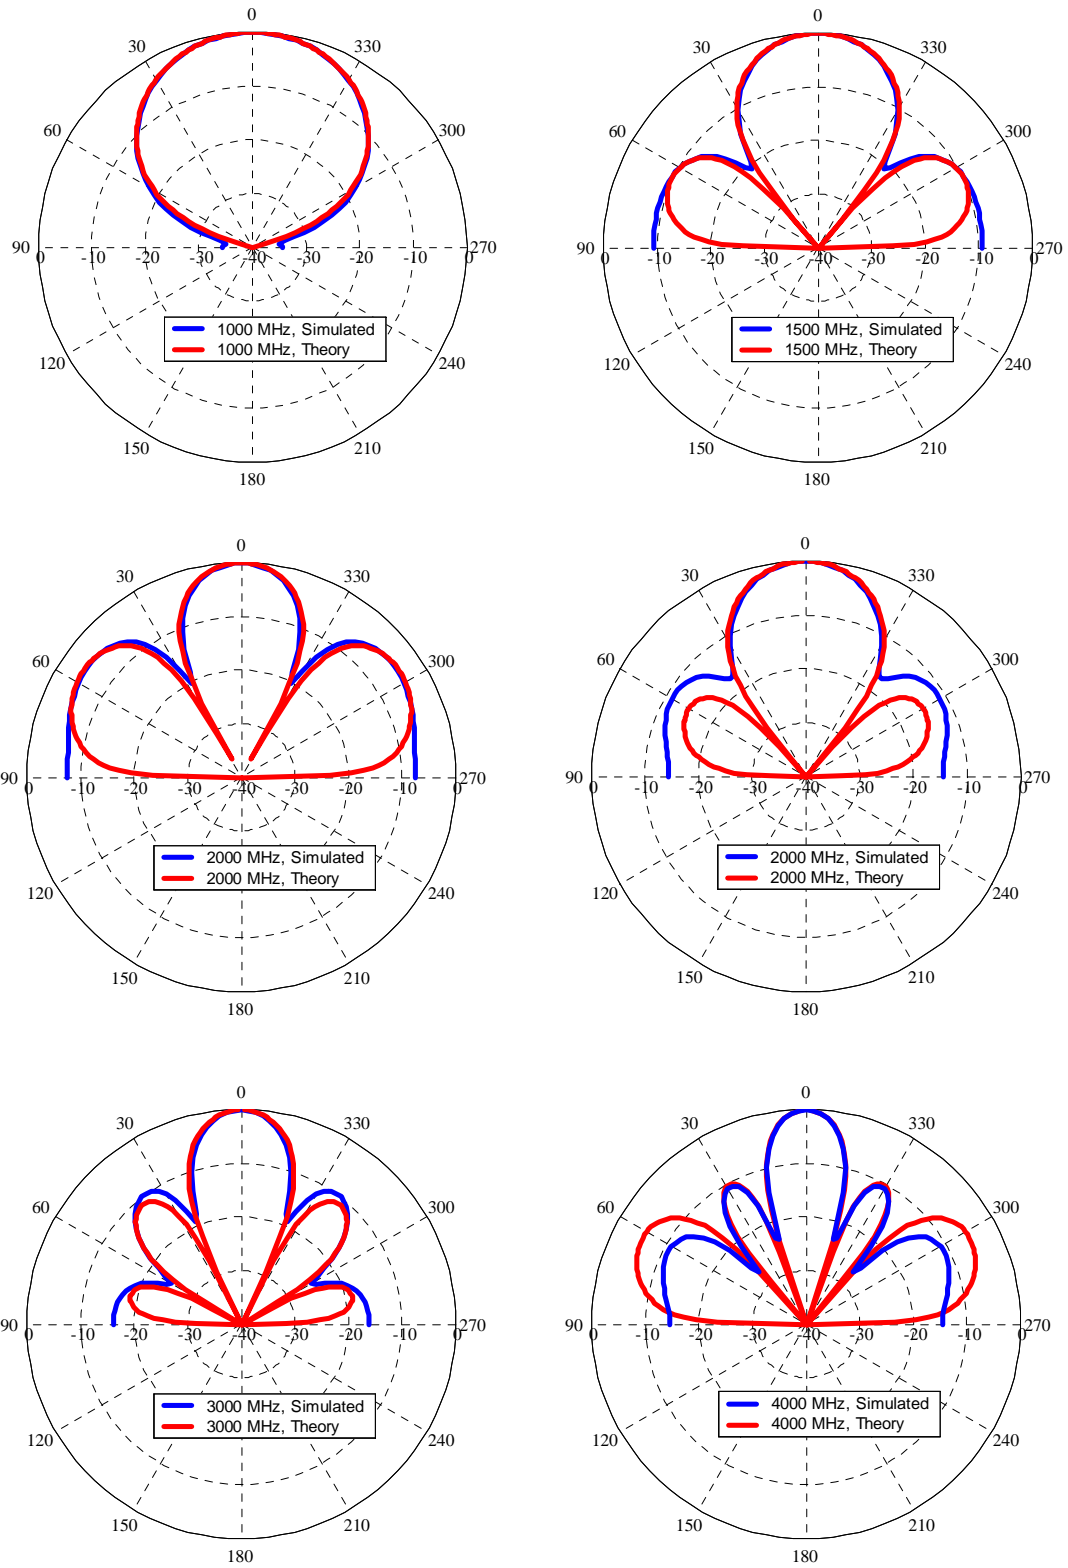 0 0
30 330 30 330
60 300 60 300
90 0 -10 -20 -30 -40 -30 -20 -10 0 270 90 0 -10 -20 -30 -40 -30 -20 -10 0 270
1000 MHz, Simulated 1500 MHz, Simulated
1000 MHz, Theory 1500 MHz, Theory
120 240 120 240
150 210 150 210
180 180
0 0
30 330 30 330
60 300 60 300
90 0 -10 -20 -30 -40 -30 -20 -10 0 270 90 0 -10 -20 -30 -40 -30 -20 -10 0 270
2000 MHz, Simulated 2000 MHz, Simulated
2000 MHz, Theory 2000 MHz, Theory
120 240 120 240
150 210 150 210
180 180
0 0
30 330 30 330
60 300 60 300
90 0 -10 -20 -30 -40 -30 -20 -10 0 270 90 0 -10 -20 -30 -40 -30 -20 -10 0 270
3000 MHz, Simulated 4000 MHz, Simulated
3000 MHz, Theory 4000 MHz, Theory
120 240 120 240
150 210 150 210
180 180